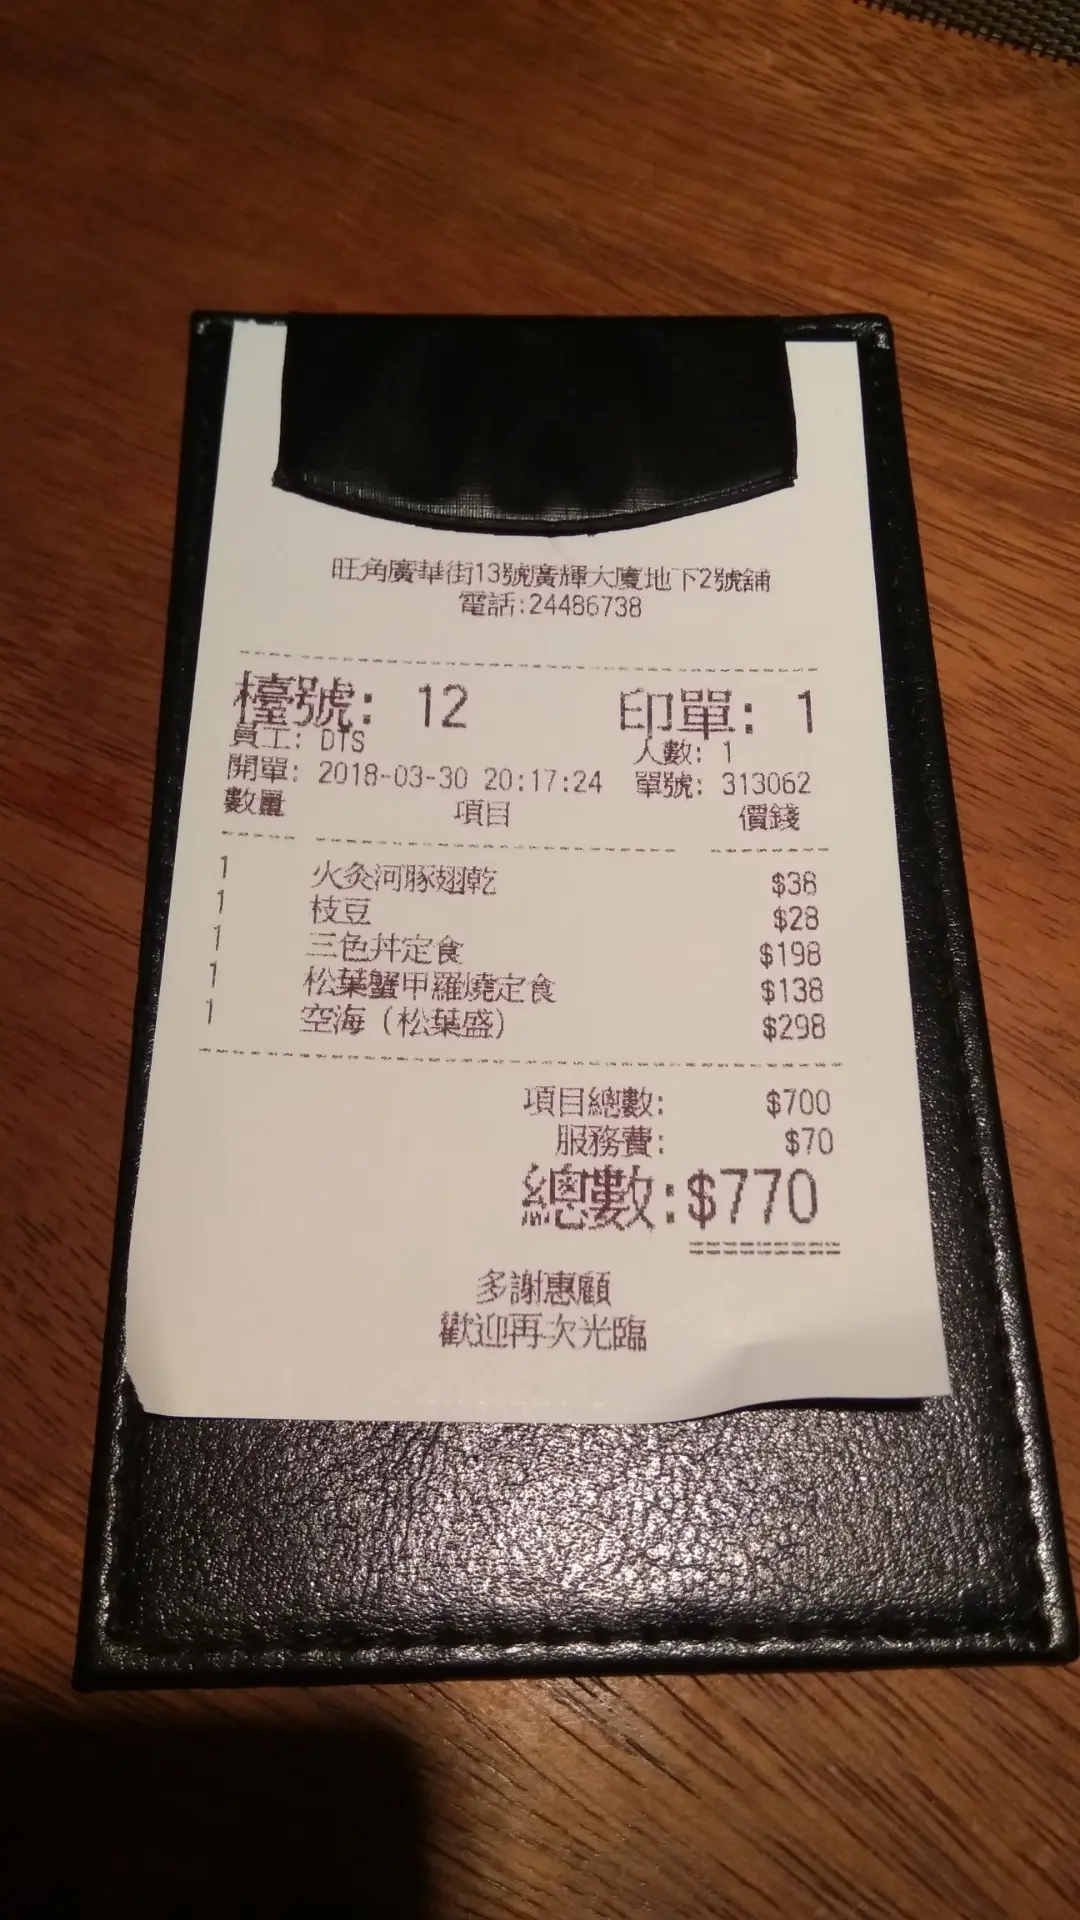 旺角廣華街13號廣輝大廈地下2號舖
電話:24486738
檯號: 12 印單: 1
員工: DTS 人數: 1
開單: 2018-03-30 20:17:24 單號: 313062
數量 項目 價錢
1 火灸河豚翅乾 $38
1 枝豆 $28
1 三色丼定食 $198
1 松葉蟹甲羅燒定食 $138
1 空海（松葉盛） $298
項目總數: $700
服務費: $70
總數:$770
多謝惠顧
歡迎再次光臨